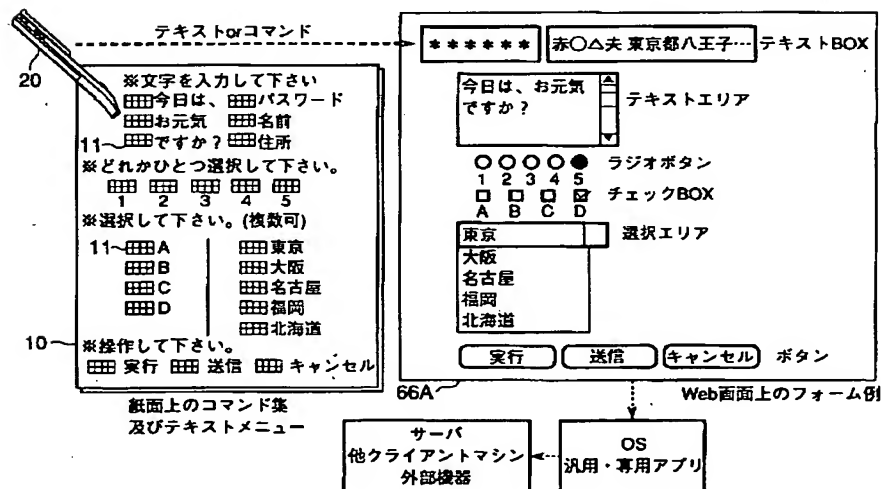 テキストorコマンド
20
※文字を入力して下さい
今日は、 パスワード
お元気 名前
11 ですか? 住所
※どれかひとつ選択して下さい。
1 2 3 4 5
※選択して下さい。(複数可)
11 A 東京
B 大阪
C 名古屋
D 福岡
北海道
10
※操作して下さい。
実行 送信 キャンセル
紙面上のコマンド集
及びテキストメニュー
****** 赤○△夫 東京都八王子… テキストBOX
今日は、お元気
ですか?
テキストエリア
ラジオボタン
1 2 3 4 5
チェックBOX
A B C D
東京 選択エリア
大阪
名古屋
福岡
北海道
実行 送信 キャンセル ボタン
66A
Web画面上のフォーム例
サーバ
他クライアントマシン
外部機器
OS
汎用・専用アプリ